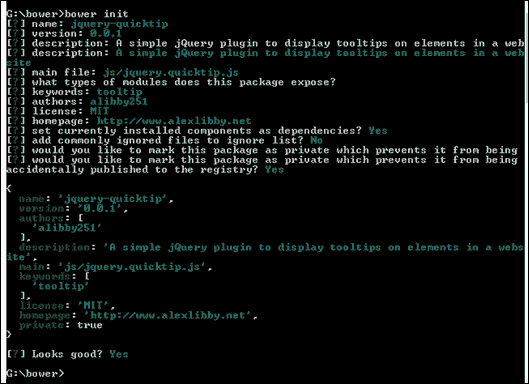 G:\bower>bower init
[?] name: jquery-quicktip
[?] version: 0.0.1
[?] description: A simple jQuery plugin to display tooltips on elements in a web
[?] description: A simple jQuery plugin to display tooltips on elements in a web
site
[?] main file: js/jquery.quicktip.js
[?] what types of modules does this package expose?
[?] keywords: tooltip
[?] authors: alibby251
[?] license: MIT
[?] homepage: http://www.alexlibby.net
[?] set currently installed components as dependencies? Yes
[?] add commonly ignored files to ignore list? No
[?] would you like to mark this package as private which prevents it from being
[?] would you like to mark this package as private which prevents it from being
accidentally published to the registry? Yes
{
name: 'jquery-quicktip',
version: '0.0.1',
authors: [
'alibby251'
],
description: 'A simple jQuery plugin to display tooltips on elements in a webs
ite',
main: 'js/jquery.quicktip.js',
keywords: [
'tooltip'
],
license: 'MIT',
homepage: 'http://www.alexlibby.net',
private: true
}
[?] Looks good? Yes
G:\bower>